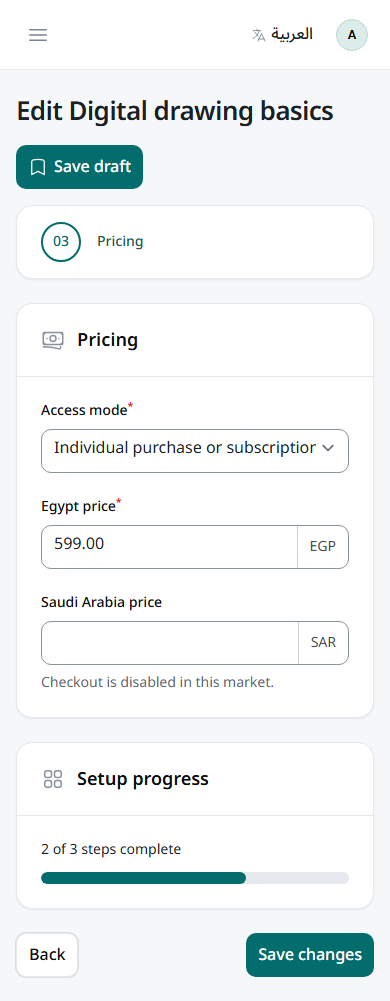 العربية
A
Edit Digital drawing basics
Save draft
03
Pricing
Pricing
Access mode*
Individual purchase or subscription
Egypt price*
599.00
EGP
Saudi Arabia price
SAR
Checkout is disabled in this market.
Setup progress
2 of 3 steps complete
Back
Save changes